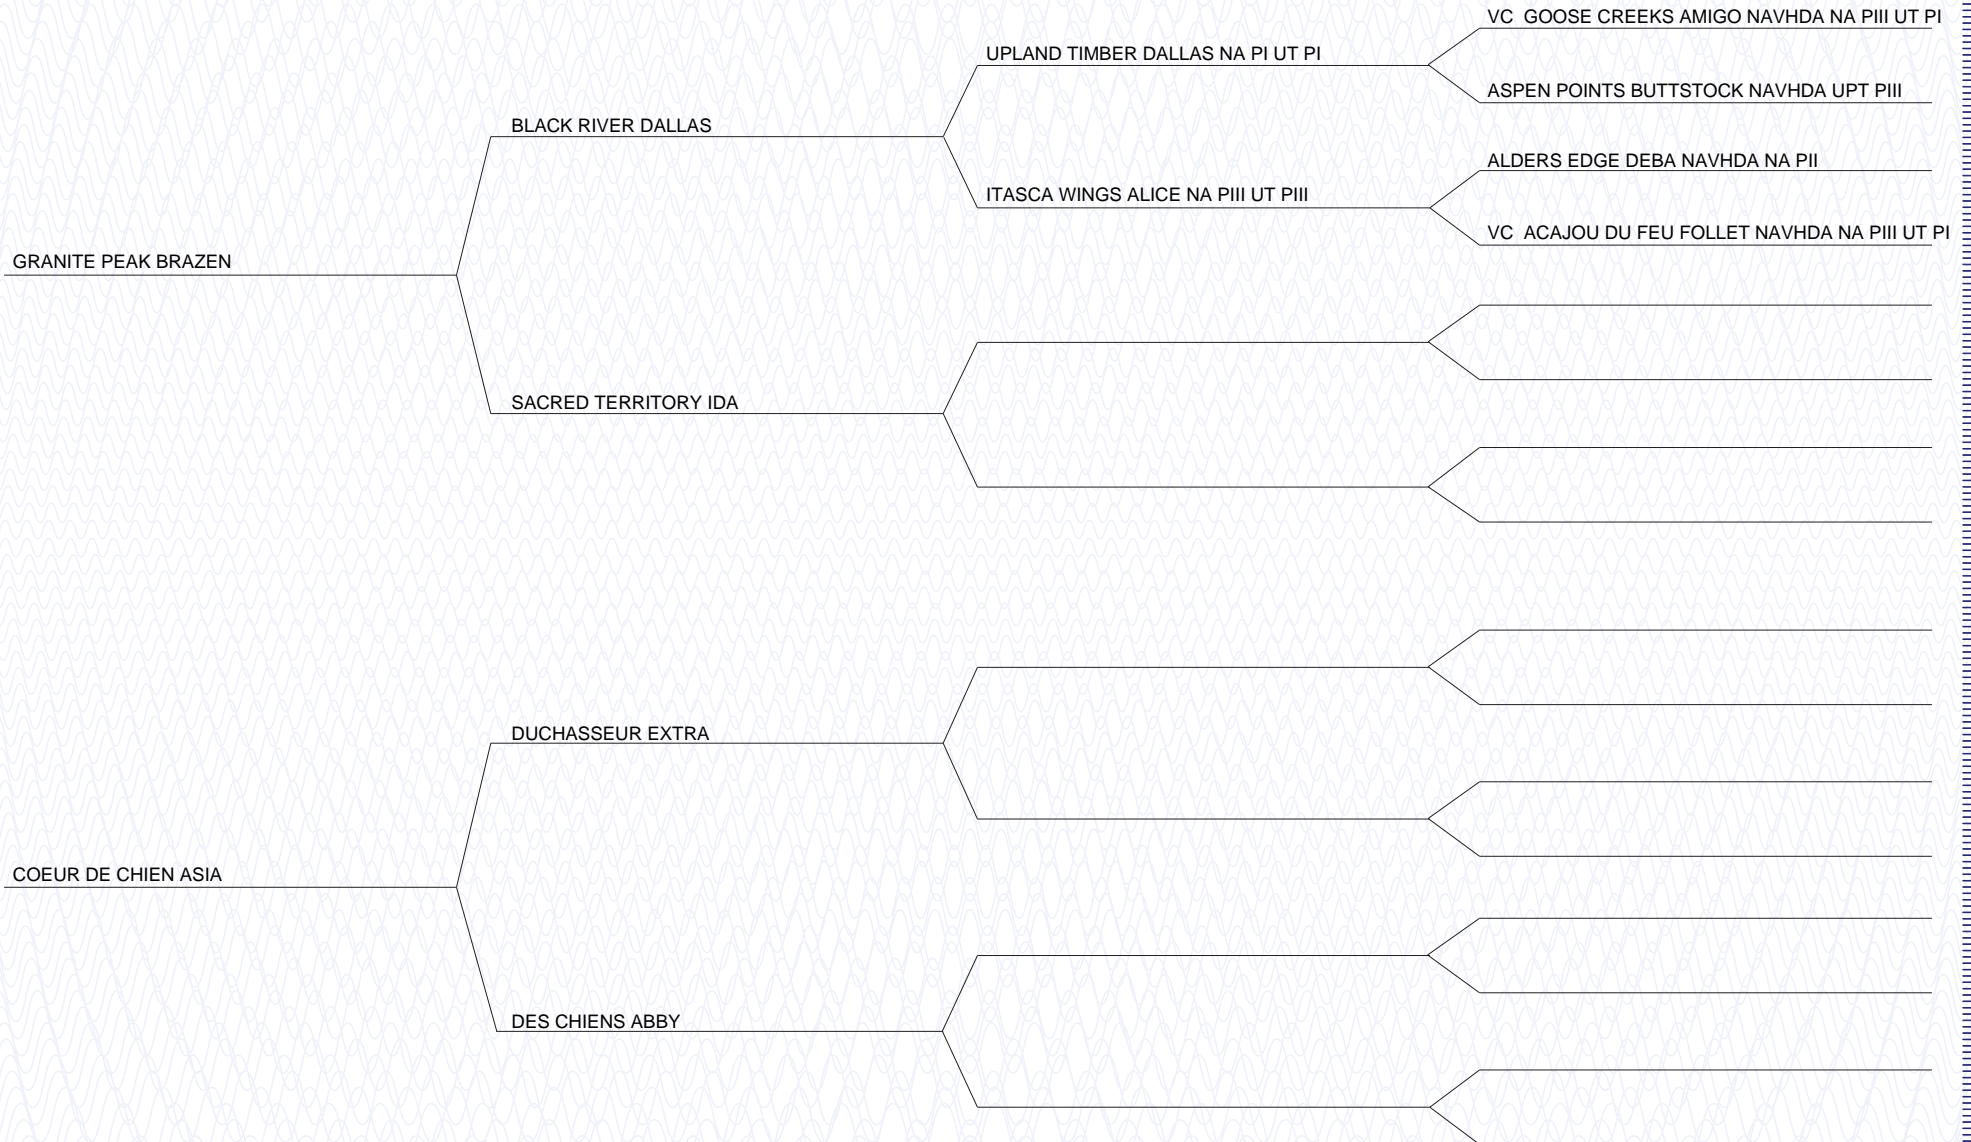 VC  GOOSE CREEKS AMIGO NAVHDA NA PIII UT PI
UPLAND TIMBER DALLAS NA PI UT PI
ASPEN POINTS BUTTSTOCK NAVHDA UPT PIII
BLACK RIVER DALLAS
ALDERS EDGE DEBA NAVHDA NA PII
ITASCA WINGS ALICE NA PIII UT PIII
VC  ACAJOU DU FEU FOLLET NAVHDA NA PIII UT PI
GRANITE PEAK BRAZEN
SACRED TERRITORY IDA
DUCHASSEUR EXTRA
COEUR DE CHIEN ASIA
DES CHIENS ABBY